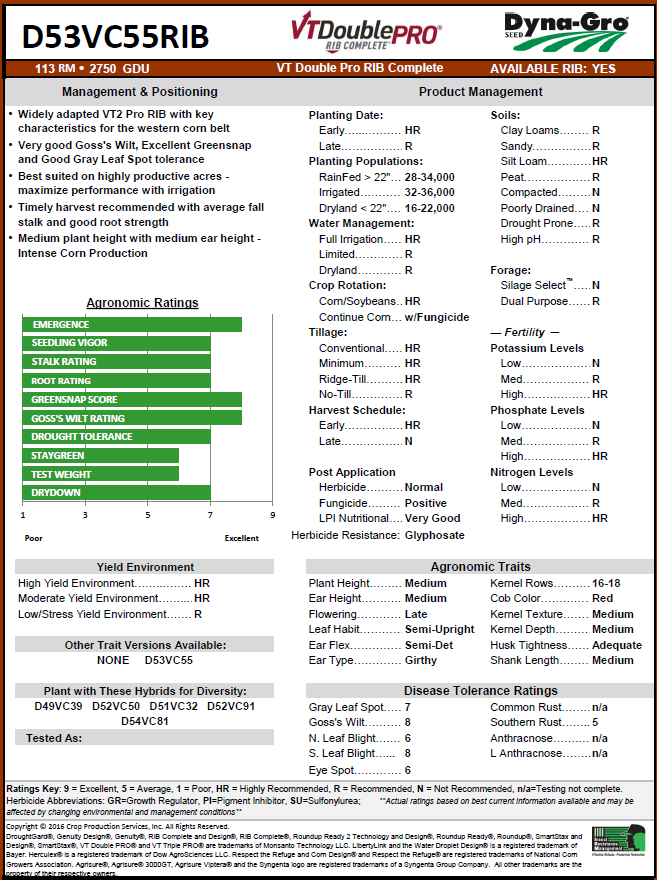 D53VC55RIB
VTDoublePRO®
RIB COMPLETE®
Dyna-Gro®
SEED
113 RM • 2750 GDU
VT Double Pro RIB Complete
AVAILABLE RIB: YES
Management & Positioning
• Widely adapted VT2 Pro RIB with key
characteristics for the western corn belt
• Very good Goss's Wilt, Excellent Greensnap
and Good Gray Leaf Spot tolerance
• Best suited on highly productive acres -
maximize performance with irrigation
• Timely harvest recommended with average fall
stalk and good root strength
• Medium plant height with medium ear height -
Intense Corn Production
Agronomic Ratings
EMERGENCE
SEEDLING VIGOR
STALK RATING
ROOT RATING
GREENSNAP SCORE
GOSS'S WILT RATING
DROUGHT TOLERANCE
STAYGREEN
TEST WEIGHT
DRYDOWN
1 3 5 7 9
Poor Excellent
Yield Environment
High Yield Environment................. HR
Moderate Yield Environment.......... HR
Low/Stress Yield Environment....... R
Other Trait Versions Available:
NONE D53VC55
Plant with These Hybrids for Diversity:
D49VC39 D52VC50 D51VC32 D52VC91
D54VC81
Tested As:
Product Management
Planting Date:
Early................ HR
Late................. R
Planting Populations:
RainFed > 22".... 28-34,000
Irrigated........... 32-36,000
Dryland < 22".... 16-22,000
Water Management:
Full Irrigation..... HR
Limited............. R
Dryland............ R
Crop Rotation:
Corn/Soybeans.. HR
Continue Corn... w/Fungicide
Tillage:
Conventional..... HR
Minimum.......... HR
Ridge-Till.......... HR
No-Till.............. R
Harvest Schedule:
Early................ HR
Late................. N
Post Application
Herbicide.......... Normal
Fungicide......... Positive
LPI Nutritional.... Very Good
Herbicide Resistance: Glyphosate
Soils:
Clay Loams........ R
Sandy............... R
Silt Loam........... HR
Peat.................. R
Compacted......... N
Poorly Drained.... N
Drought Prone..... R
High pH............. R
Forage:
Silage Select™..... N
Dual Purpose...... R
— Fertility —
Potassium Levels
Low.................. N
Med.................. R
High................. HR
Phosphate Levels
Low.................. N
Med.................. R
High................. HR
Nitrogen Levels
Low.................. N
Med.................. R
High................. HR
Agronomic Traits
Plant Height......... Medium
Ear Height........... Medium
Flowering............ Late
Leaf Habit............ Semi-Upright
Ear Flex.............. Semi-Det
Ear Type............. Girthy
Kernel Rows.......... 16-18
Cob Color............. Red
Kernel Texture....... Medium
Kernel Depth......... Medium
Husk Tightness...... Adequate
Shank Length........ Medium
Disease Tolerance Ratings
Gray Leaf Spot..... 7
Goss's Wilt.......... 8
N. Leaf Blight....... 6
S. Leaf Blight...... 8
Eye Spot............. 6
Common Rust........ n/a
Southern Rust........ 5
Anthracnose.......... n/a
L Anthracnose........ n/a
Ratings Key: 9 = Excellent, 5 = Average, 1 = Poor, HR = Highly Recommended, R = Recommended, N = Not Recommended, n/a=Testing not complete.
Herbicide Abbreviations: GR=Growth Regulator, PI=Pigment Inhibitor, SU=Sulfonylurea; **Actual ratings based on best current information available and may be
affected by changing environmental and management conditions**
Copyright © 2016 Crop Production Services, Inc. All Rights Reserved.
DroughtGard®, Genuity Design®, Genuity®, RIB Complete and Design®, RIB Complete®, Roundup Ready 2 Technology and Design®, Roundup Ready®, Roundup®, SmartStax and
Design®, SmartStax®, VT Double PRO® and VT Triple PRO® are trademarks of Monsanto Technology LLC. LibertyLink and the Water Droplet Design® is a registered trademark of
Bayer. Herculex® is a registered trademark of Dow AgroSciences LLC. Respect the Refuge and Corn Design® and Respect the Refuge® are registered trademarks of National Corn
Growers Association. Agrisure®, Agrisure® 3000GT, Agrisure Viptera® and the Syngenta logo are registered trademarks of a Syngenta Group Company. All other trademarks are the
property of their respective owners.
Insect
Resistance
Management